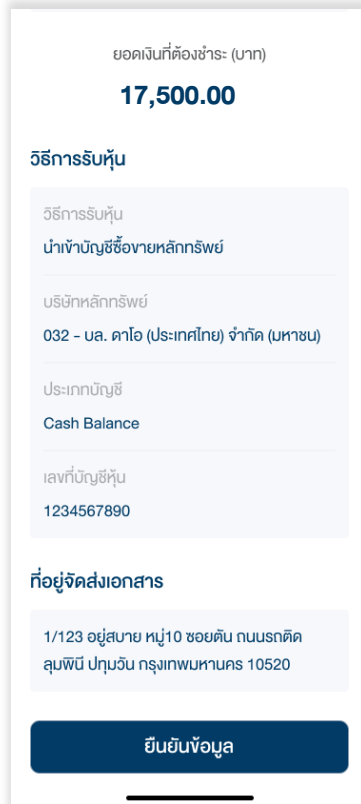 ยอดเงินที่ต้องชำระ (บาท)
17,500.00
วิธีการรับหุ้น
วิธีการรับหุ้น
นำเข้าบัญชีซื้อขายหลักทรัพย์
บริษัทหลักทรัพย์
032 - บล. ดาโอ (ประเทศไทย) จำกัด (มหาชน)
ประเภทบัญชี
Cash Balance
เลขที่บัญชีหุ้น
1234567890
ที่อยู่จัดส่งเอกสาร
1/123 อยู่สบาย หมู่10 ซอยตัน ถนนรถติด
ลุมพินี ปทุมวัน กรุงเทพมหานคร 10520
ยืนยันข้อมูล